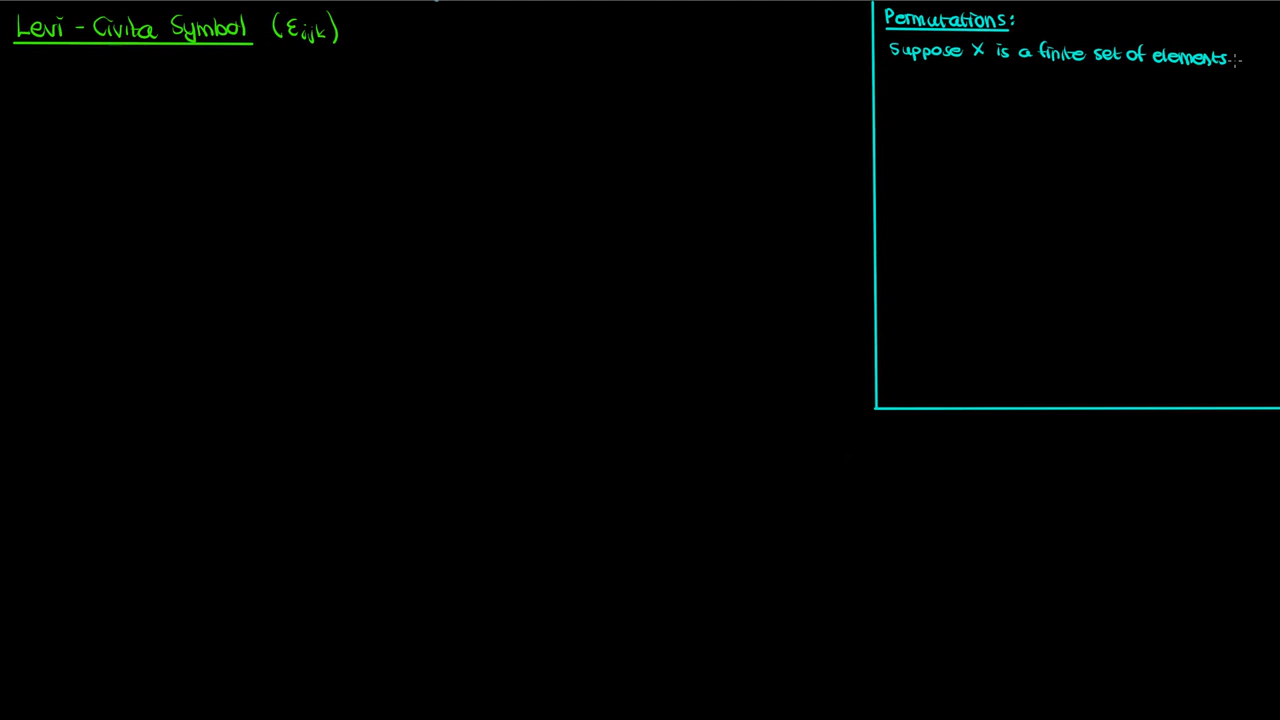 Levi - Civita Symbol (εijk)
Permutations:
Suppose X is a finite set of elements.